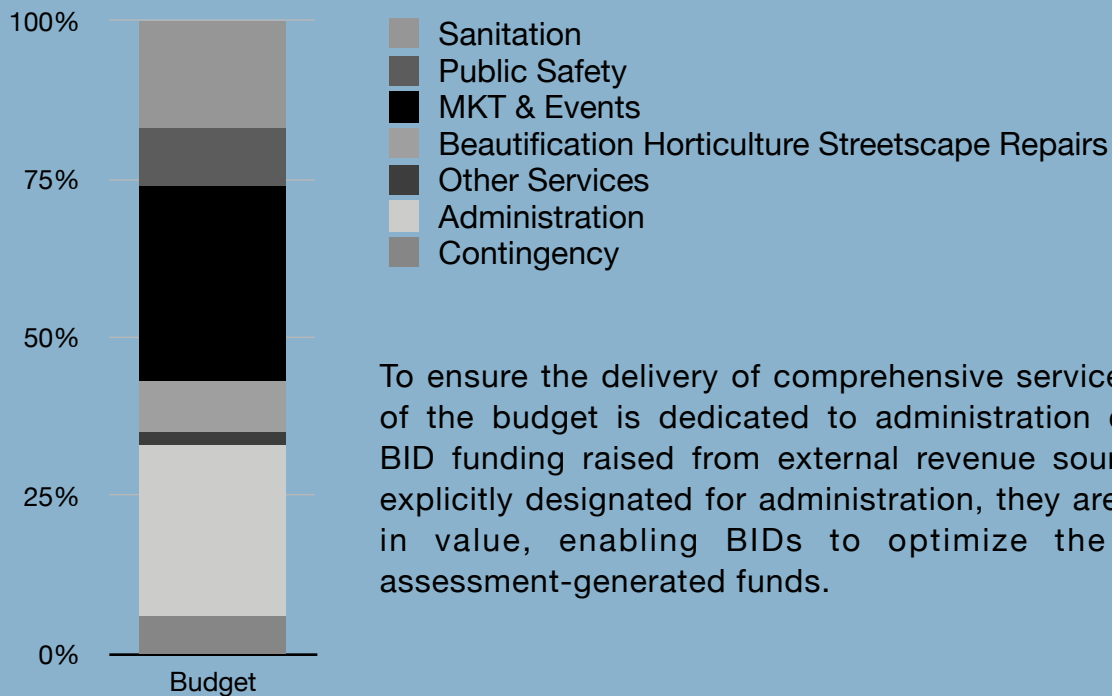 100%
75%
50%
25%
0%
Budget
Sanitation
Public Safety
MKT & Events
Beautification Horticulture Streetscape Repairs
Other Services
Administration
Contingency
To ensure the delivery of comprehensive
of the budget is dedicated to administration
BID funding raised from external revenue
explicitly designated for administration, they are
in value, enabling BIDs to optimize the
assessment-generated funds.